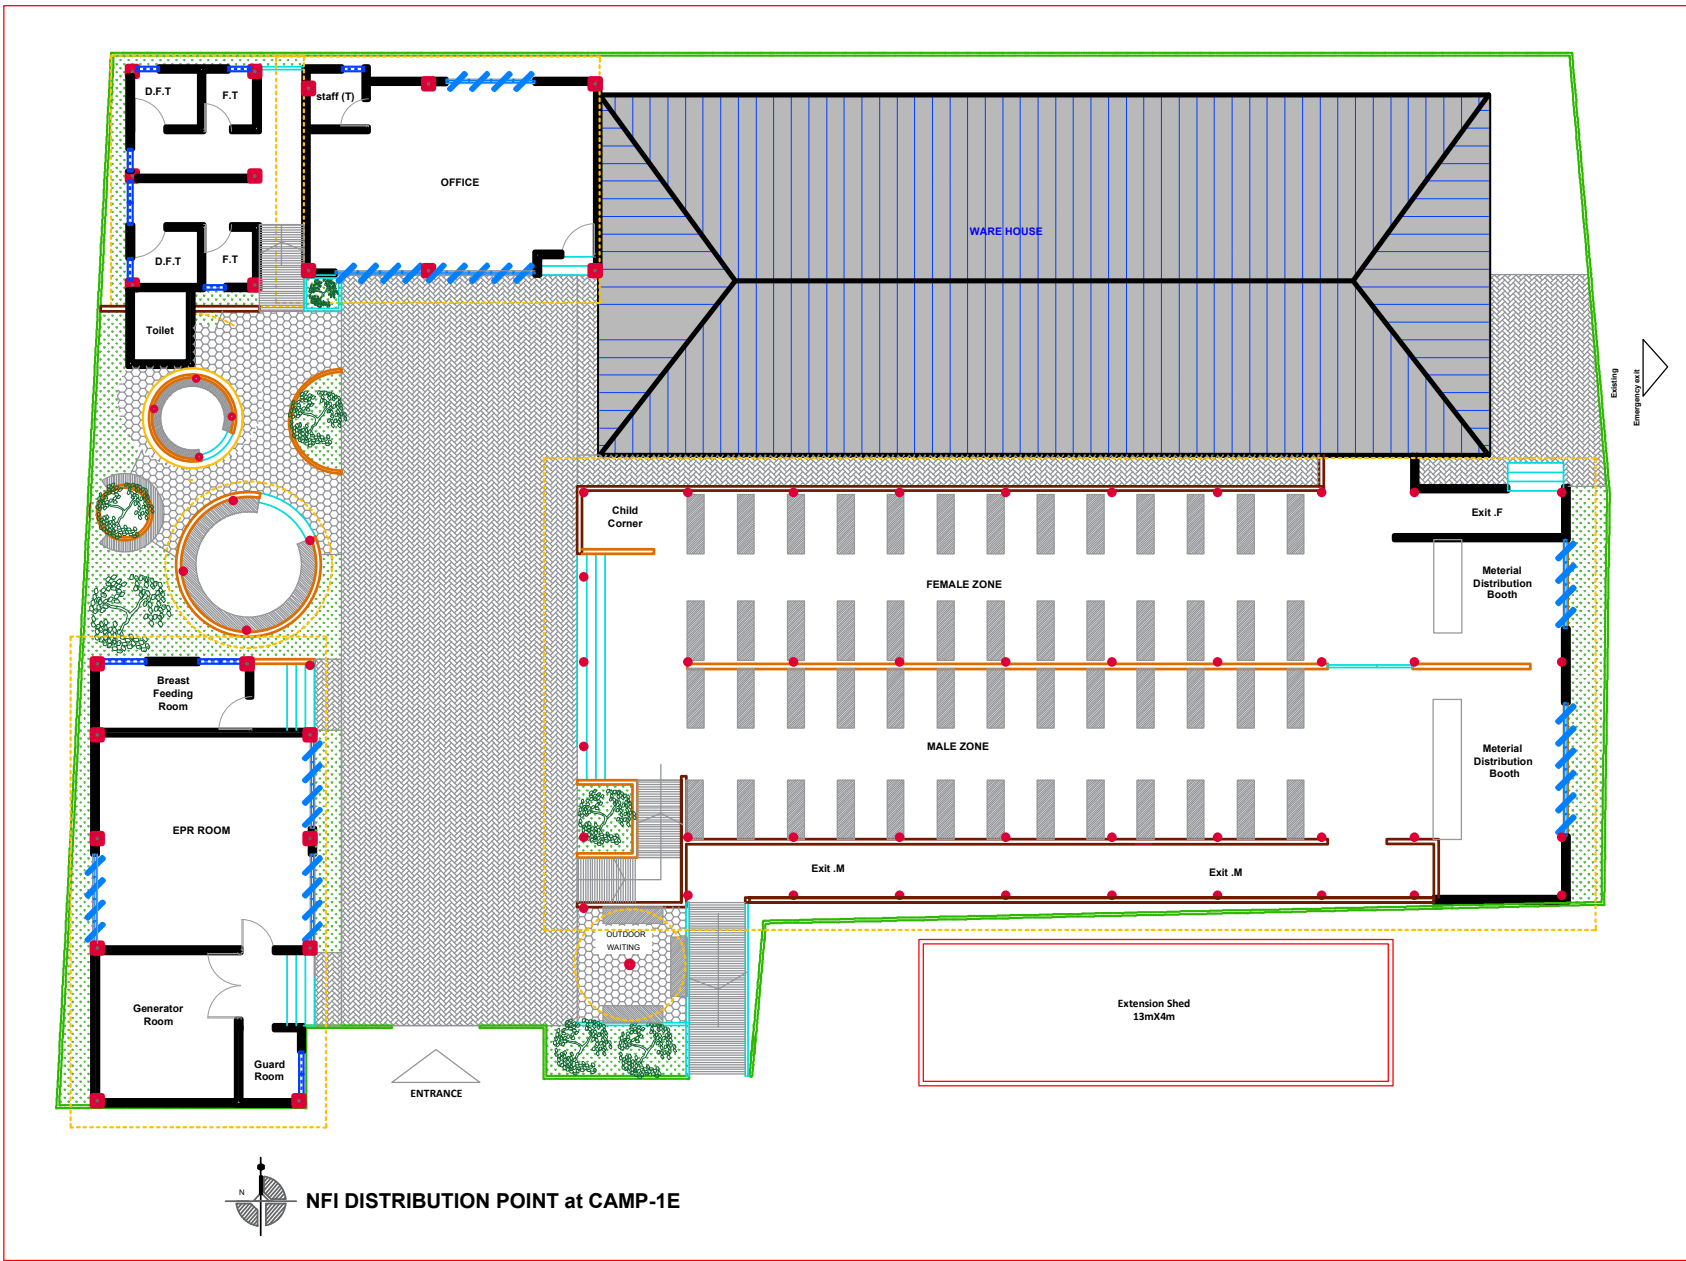 D.F.T
F.T
staff (T)
OFFICE
WARE HOUSE
D.F.T
F.T
Toilet
Existing
Emergency exit
Child
Corner
Exit .F
FEMALE ZONE
Meterial
Distribution
Booth
Breast
Feeding
Room
MALE ZONE
Meterial
Distribution
Booth
EPR ROOM
Exit .M
Exit .M
OUTDOOR
WAITING
Generator
Room
Extension Shed
13mX4m
Guard
Room
ENTRANCE
N
NFI DISTRIBUTION POINT at CAMP-1E